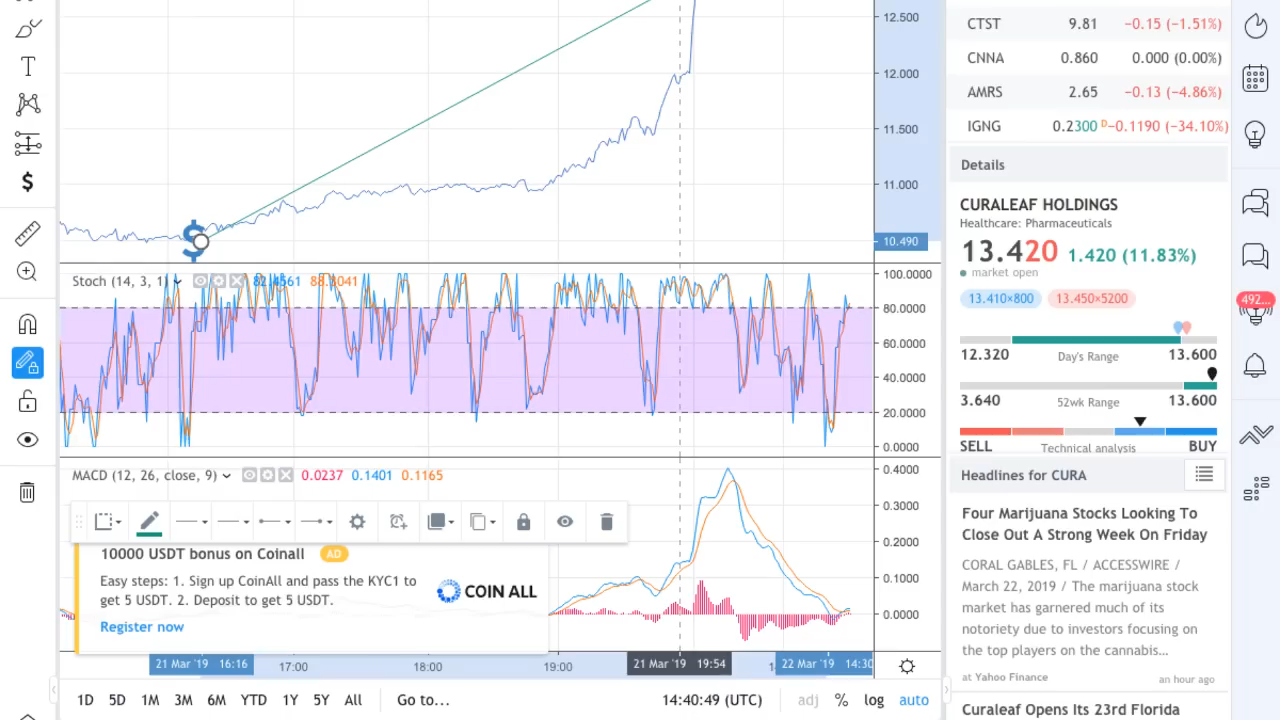 12.500
12.000
11.500
11.000
10.490
Stoch (14, 3, 1)
100.0000
80.0000
60.0000
40.0000
20.0000
0.0000
MACD (12, 26, close, 9) 0.0237 0.1401 0.1165
0.4000
0.3000
0.2000
0.1000
0.0000
10000 USDT bonus on Coinall AD
Easy steps: 1. Sign up CoinAll and pass the KYC1 to
get 5 USDT. 2. Deposit to get 5 USDT.
Register now
COIN ALL
21 Mar '19 16:16 17:00 18:00 19:00 21 Mar '19 19:54 22 Mar '19 14:30
1D 5D 1M 3M 6M YTD 1Y 5Y All Go to... 14:40:49 (UTC) adj % log auto
CTST 9.81 −0.15 (−1.51%)
CNNA 0.860 0.000 (0.00%)
AMRS 2.65 −0.13 (−4.86%)
IGNG 0.2300 D −0.1190 (−34.10%)
Details
CURALEAF HOLDINGS
Healthcare: Pharmaceuticals
13.420 1.420 (11.83%)
market open
13.410×800 13.450×5200
12.320 Day's Range 13.600
3.640 52wk Range 13.600
SELL Technical analysis BUY
Headlines for CURA
Four Marijuana Stocks Looking To
Close Out A Strong Week On Friday
CORAL GABLES, FL / ACCESSWIRE /
March 22, 2019 / The marijuana stock
market has garnered much of its
notoriety due to investors focusing on
the top players on the cannabis...
at Yahoo Finance an hour ago
Curaleaf Opens Its 23rd Florida
492...